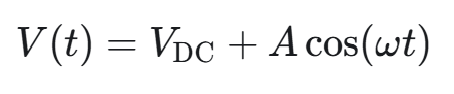 V(t) = V_DC + A cos(ωt)